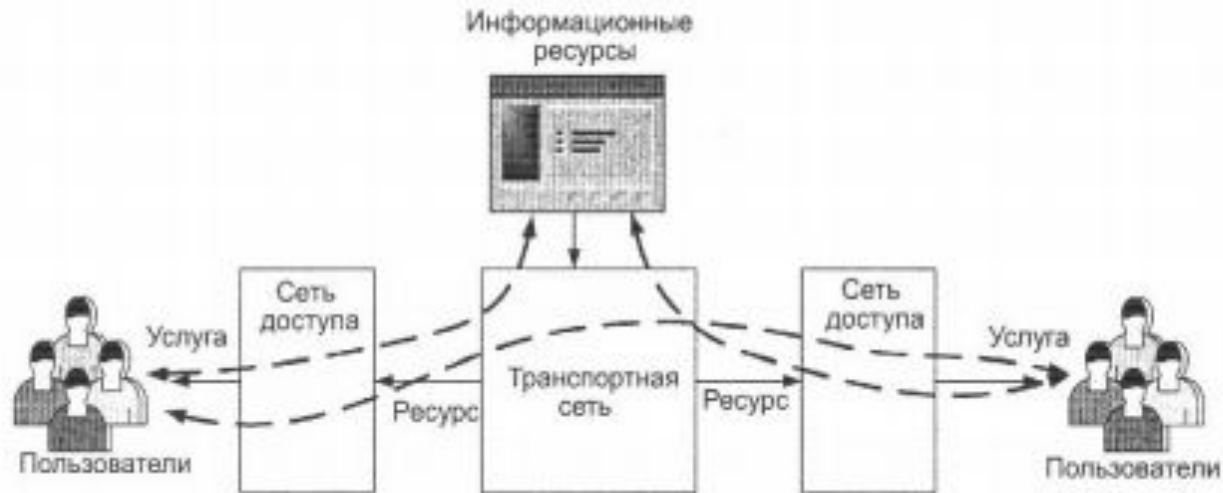 Информационные
ресурсы
Сеть
доступа
Сеть
доступа
Услуга
Услуга
Транспортная
сеть
Ресурс
Ресурс
Пользователи
Пользователи